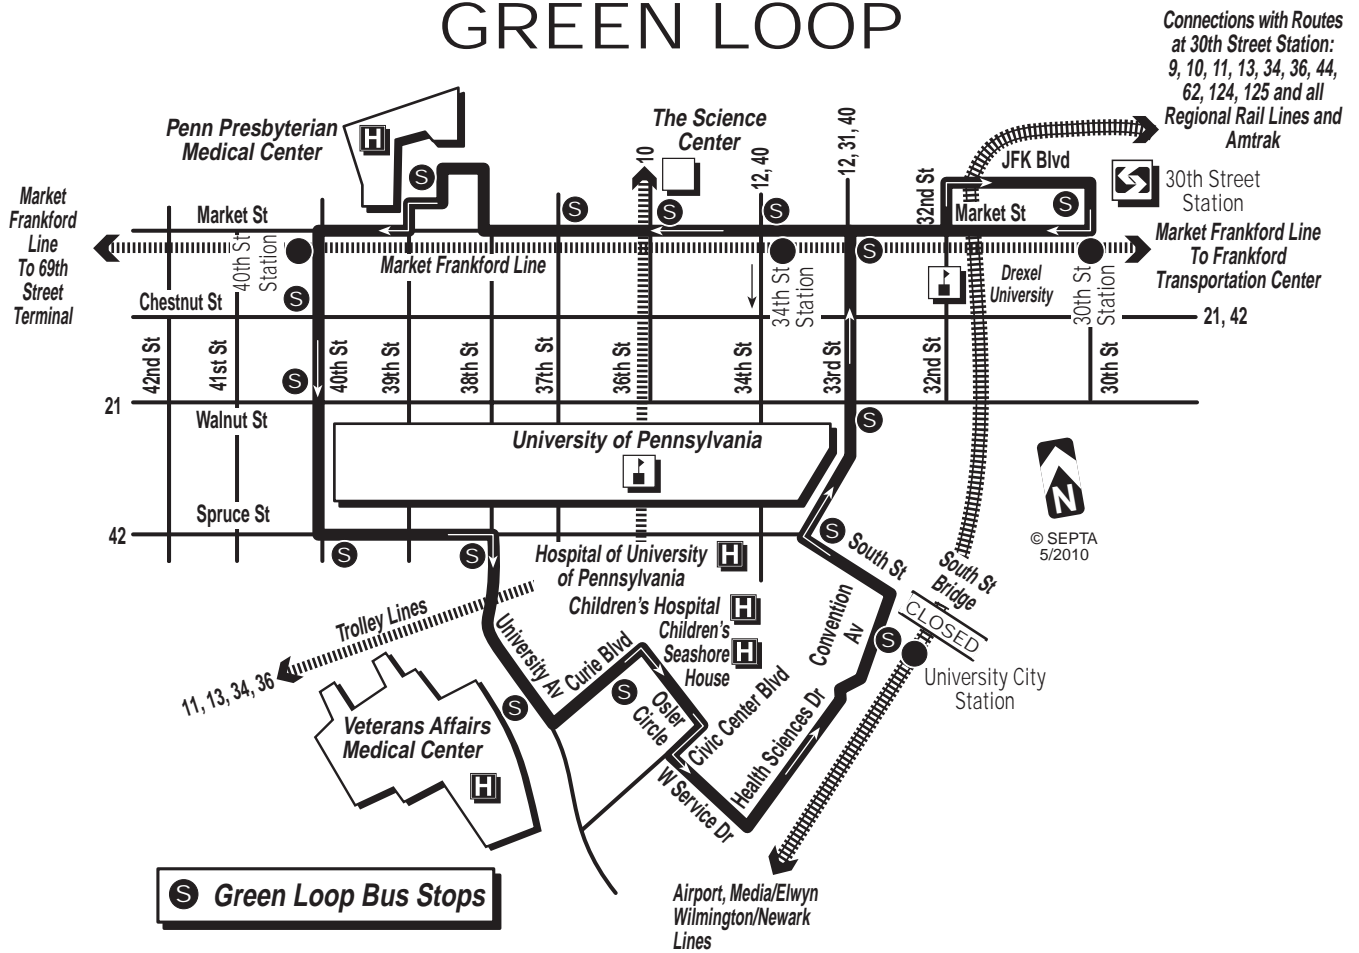 GREEN LOOP
Connections with Routes
at 30th Street Station:
9, 10, 11, 13, 34, 36, 44,
62, 124, 125 and all
Regional Rail Lines and
Amtrak
Penn Presbyterian
Medical Center
H
The Science
Center
10
12, 40
12, 31, 40
32nd St
JFK Blvd
30th Street
Station
S
S
S
S
S
Market
Frankford
Line
To 69th
Street
Terminal
Market St
Market St
40th St
Station
Market Frankford Line
S
Market Frankford Line
To Frankford
Transportation Center
34th St
Station
Drexel
University
30th St
Station
S
Chestnut St
21, 42
42nd St
41st St
S
40th St
39th St
38th St
37th St
36th St
34th St
33rd St
32nd St
30th St
21
Walnut St
S
University of Pennsylvania
N
Spruce St
42
S
S
S
South St
© SEPTA
5/2010
Hospital of University
of Pennsylvania
H
South St
Bridge
CLOSED
Trolley Lines
11, 13, 34, 36
Children's Hospital
H
Children's
Seashore
House
H
Convention
Av
S
University City
Station
University Av
Curie Blvd
S
S
Osler
Circle
Civic Center Blvd
Health Sciences Dr
W Service Dr
Veterans Affairs
Medical Center
H
S Green Loop Bus Stops
Airport, Media/Elwyn
Wilmington/Newark
Lines